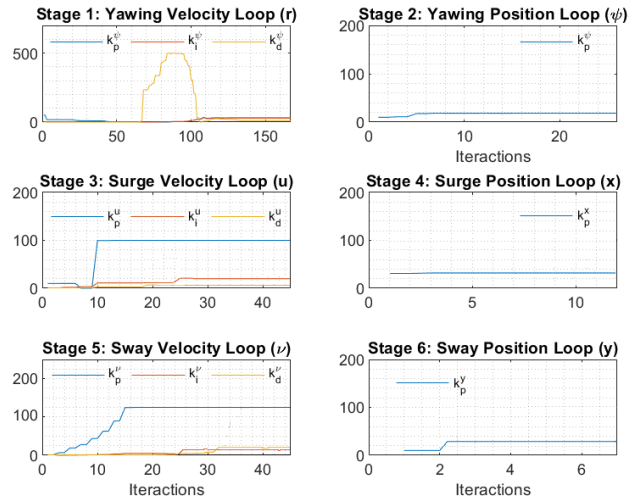 Stage 1: Yawing Velocity Loop (r)
k_p^ψ k_i^ψ k_d^ψ
500
0
0 50 100 150
Stage 2: Yawing Position Loop (ψ)
k_p^ψ
200
100
0
10 20
Iteractions
Stage 3: Surge Velocity Loop (u)
k_p^u k_i^u k_d^u
200
100
0
0 10 20 30 40
Stage 4: Surge Position Loop (x)
k_p^x
200
100
0
5 10
Stage 5: Sway Velocity Loop (ν)
k_p^ν k_i^ν k_d^ν
200
100
0
0 10 20 30 40
Iteractions
Stage 6: Sway Position Loop (y)
k_p^y
200
100
0
2 4 6
Iteractions